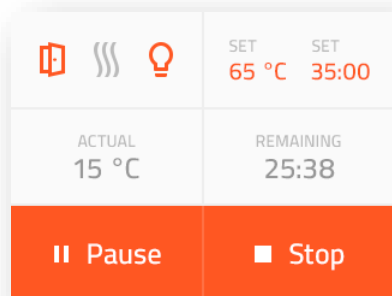 SET SET
65 °C 35:00
ACTUAL
15 °C
REMAINING
25:38
Pause
Stop